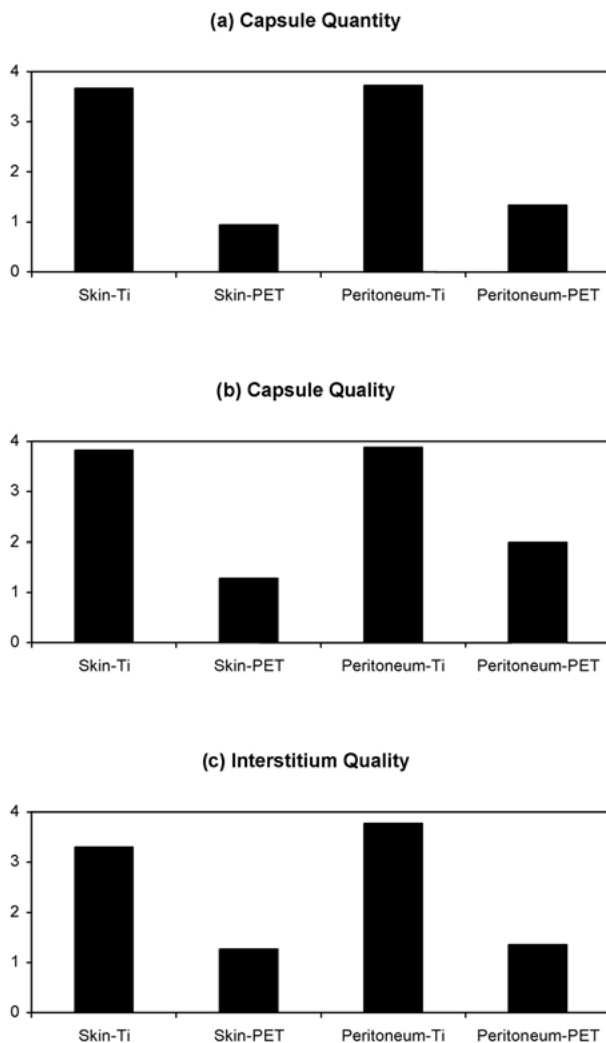 (a) Capsule Quantity
4
3
2
1
0
Skin-Ti Skin-PET Peritoneum-Ti Peritoneum-PET
(b) Capsule Quality
4
3
2
1
0
Skin-Ti Skin-PET Peritoneum-Ti Peritoneum-PET
(c) Interstitium Quality
4
3
2
1
0
Skin-Ti Skin-PET Peritoneum-Ti Peritoneum-PET